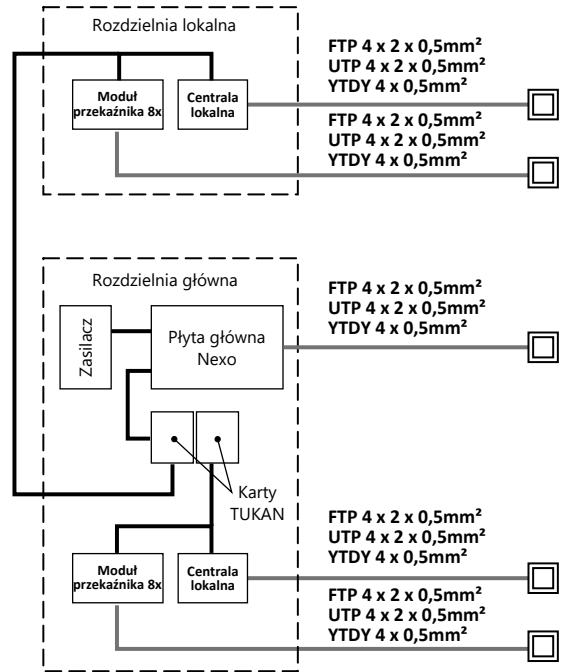 Rozdzielnia lokalna
Moduł
przekaźnika 8x
Centrala
lokalna
FTP 4 x 2 x 0,5mm²
UTP 4 x 2 x 0,5mm²
YTDY 4 x 0,5mm²
FTP 4 x 2 x 0,5mm²
UTP 4 x 2 x 0,5mm²
YTDY 4 x 0,5mm²
Rozdzielnia główna
Zasilacz
Płyta główna
Nexo
FTP 4 x 2 x 0,5mm²
UTP 4 x 2 x 0,5mm²
YTDY 4 x 0,5mm²
Karty
TUKAN
Moduł
przekaźnika 8x
Centrala
lokalna
FTP 4 x 2 x 0,5mm²
UTP 4 x 2 x 0,5mm²
YTDY 4 x 0,5mm²
FTP 4 x 2 x 0,5mm²
UTP 4 x 2 x 0,5mm²
YTDY 4 x 0,5mm²